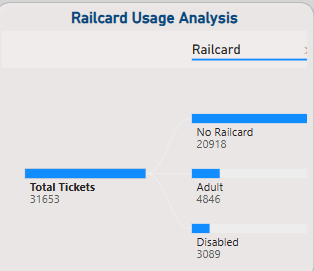 Railcard Usage Analysis
Railcard
No Railcard
20918
Total Tickets
31653
Adult
4846
Disabled
3089